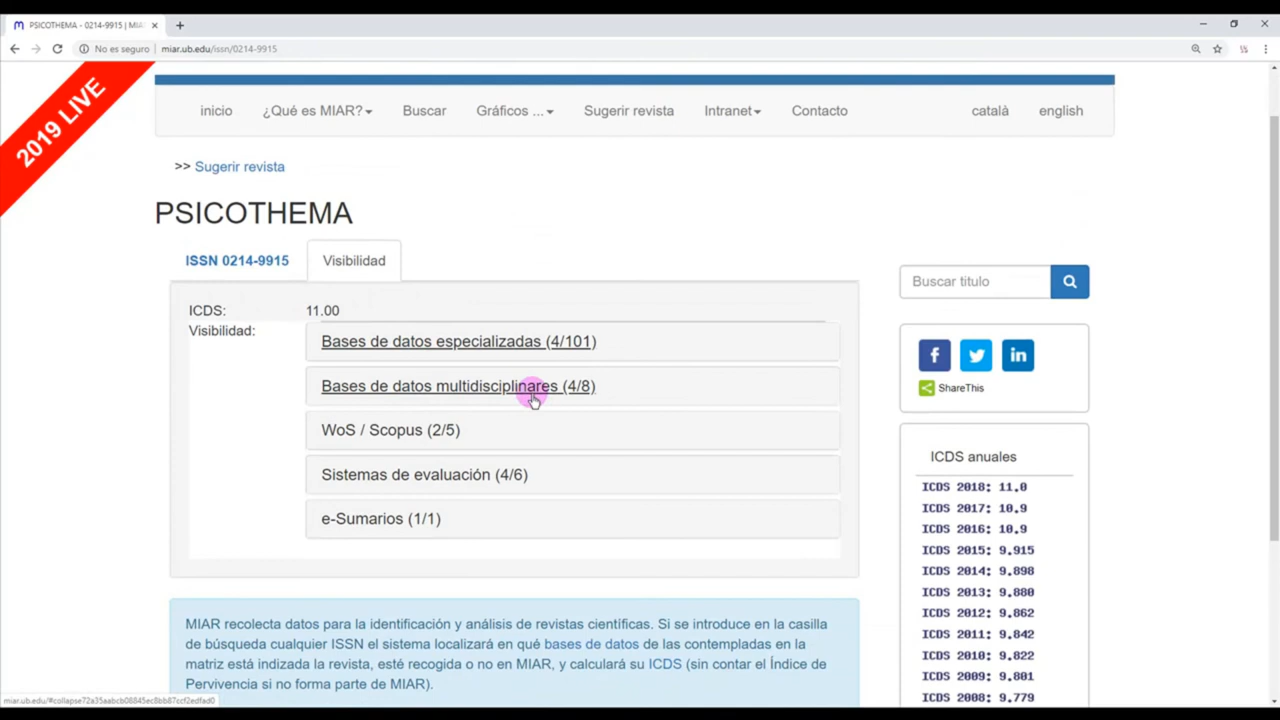 PSICOTHEMA - 0214-9915 | MIA
No es seguro | miar.ub.edu/issn/0214-9915
2019 LIVE
inicio ¿Qué es MIAR? Buscar Gráficos ... Sugerir revista Intranet Contacto català english
>> Sugerir revista
PSICOTHEMA
ISSN 0214-9915 Visibilidad
ICDS: 11.00
Visibilidad:
Bases de datos especializadas (4/101)
Bases de datos multidisciplinares (4/8)
WoS / Scopus (2/5)
Sistemas de evaluación (4/6)
e-Sumarios (1/1)
Buscar titulo
ShareThis
ICDS anuales
ICDS 2018: 11.0
ICDS 2017: 10.9
ICDS 2016: 10.9
ICDS 2015: 9.915
ICDS 2014: 9.898
ICDS 2013: 9.880
ICDS 2012: 9.862
ICDS 2011: 9.842
ICDS 2010: 9.822
ICDS 2009: 9.801
ICDS 2008: 9.779
MIAR recolecta datos para la identificación y análisis de revistas científicas. Si se introduce en la casilla
de búsqueda cualquier ISSN el sistema localizará en qué bases de datos de las contempladas en la
matriz está indizada la revista, esté recogida o no en MIAR, y calculará su ICDS (sin contar el Índice de
Pervivencia si no forma parte de MIAR).